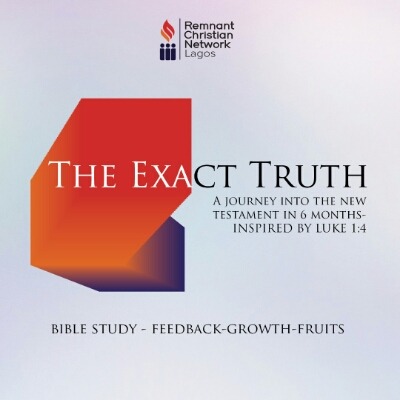 Remnant
Christian
Network
Lagos
THE EXACT TRUTH
A JOURNEY INTO THE NEW
TESTAMENT IN 6 MONTHS-
INSPIRED BY LUKE 1:4
BIBLE STUDY - FEEDBACK-GROWTH-FRUITS